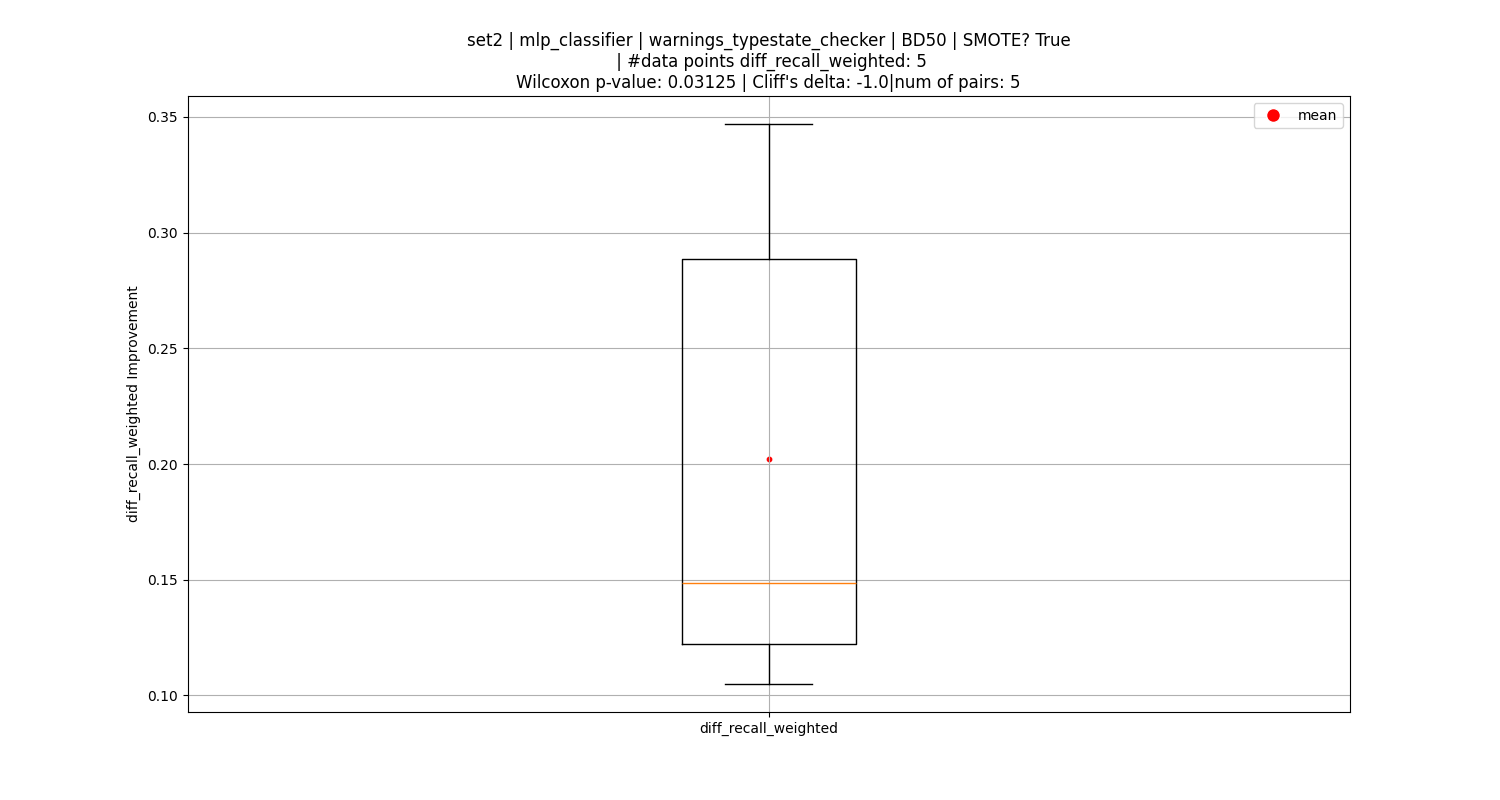 set2 | mlp_classifier | warnings_typestate_checker | BD50 | SMOTE? True
| #data points diff_recall_weighted: 5
Wilcoxon p-value: 0.03125 | Cliff's delta: -1.0|num of pairs: 5
mean
0.35
0.30
0.25
0.20
0.15
0.10
diff_recall_weighted Improvement
diff_recall_weighted